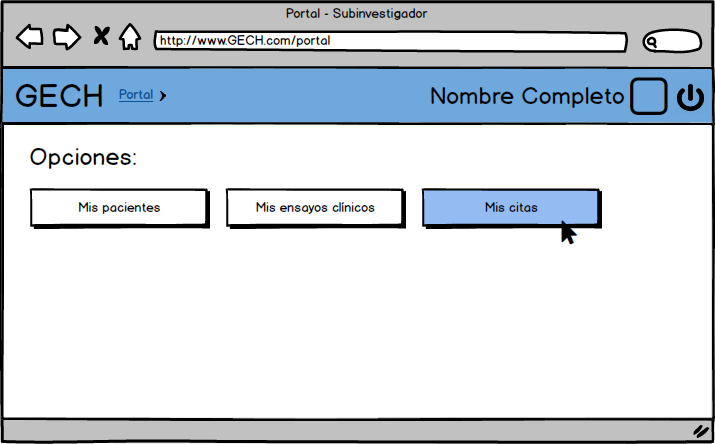 Portal - Subinvestigador
http://www.GECH.com/portal
GECH Portal > Nombre Completo
Opciones:
Mis pacientes Mis ensayos clínicos Mis citas